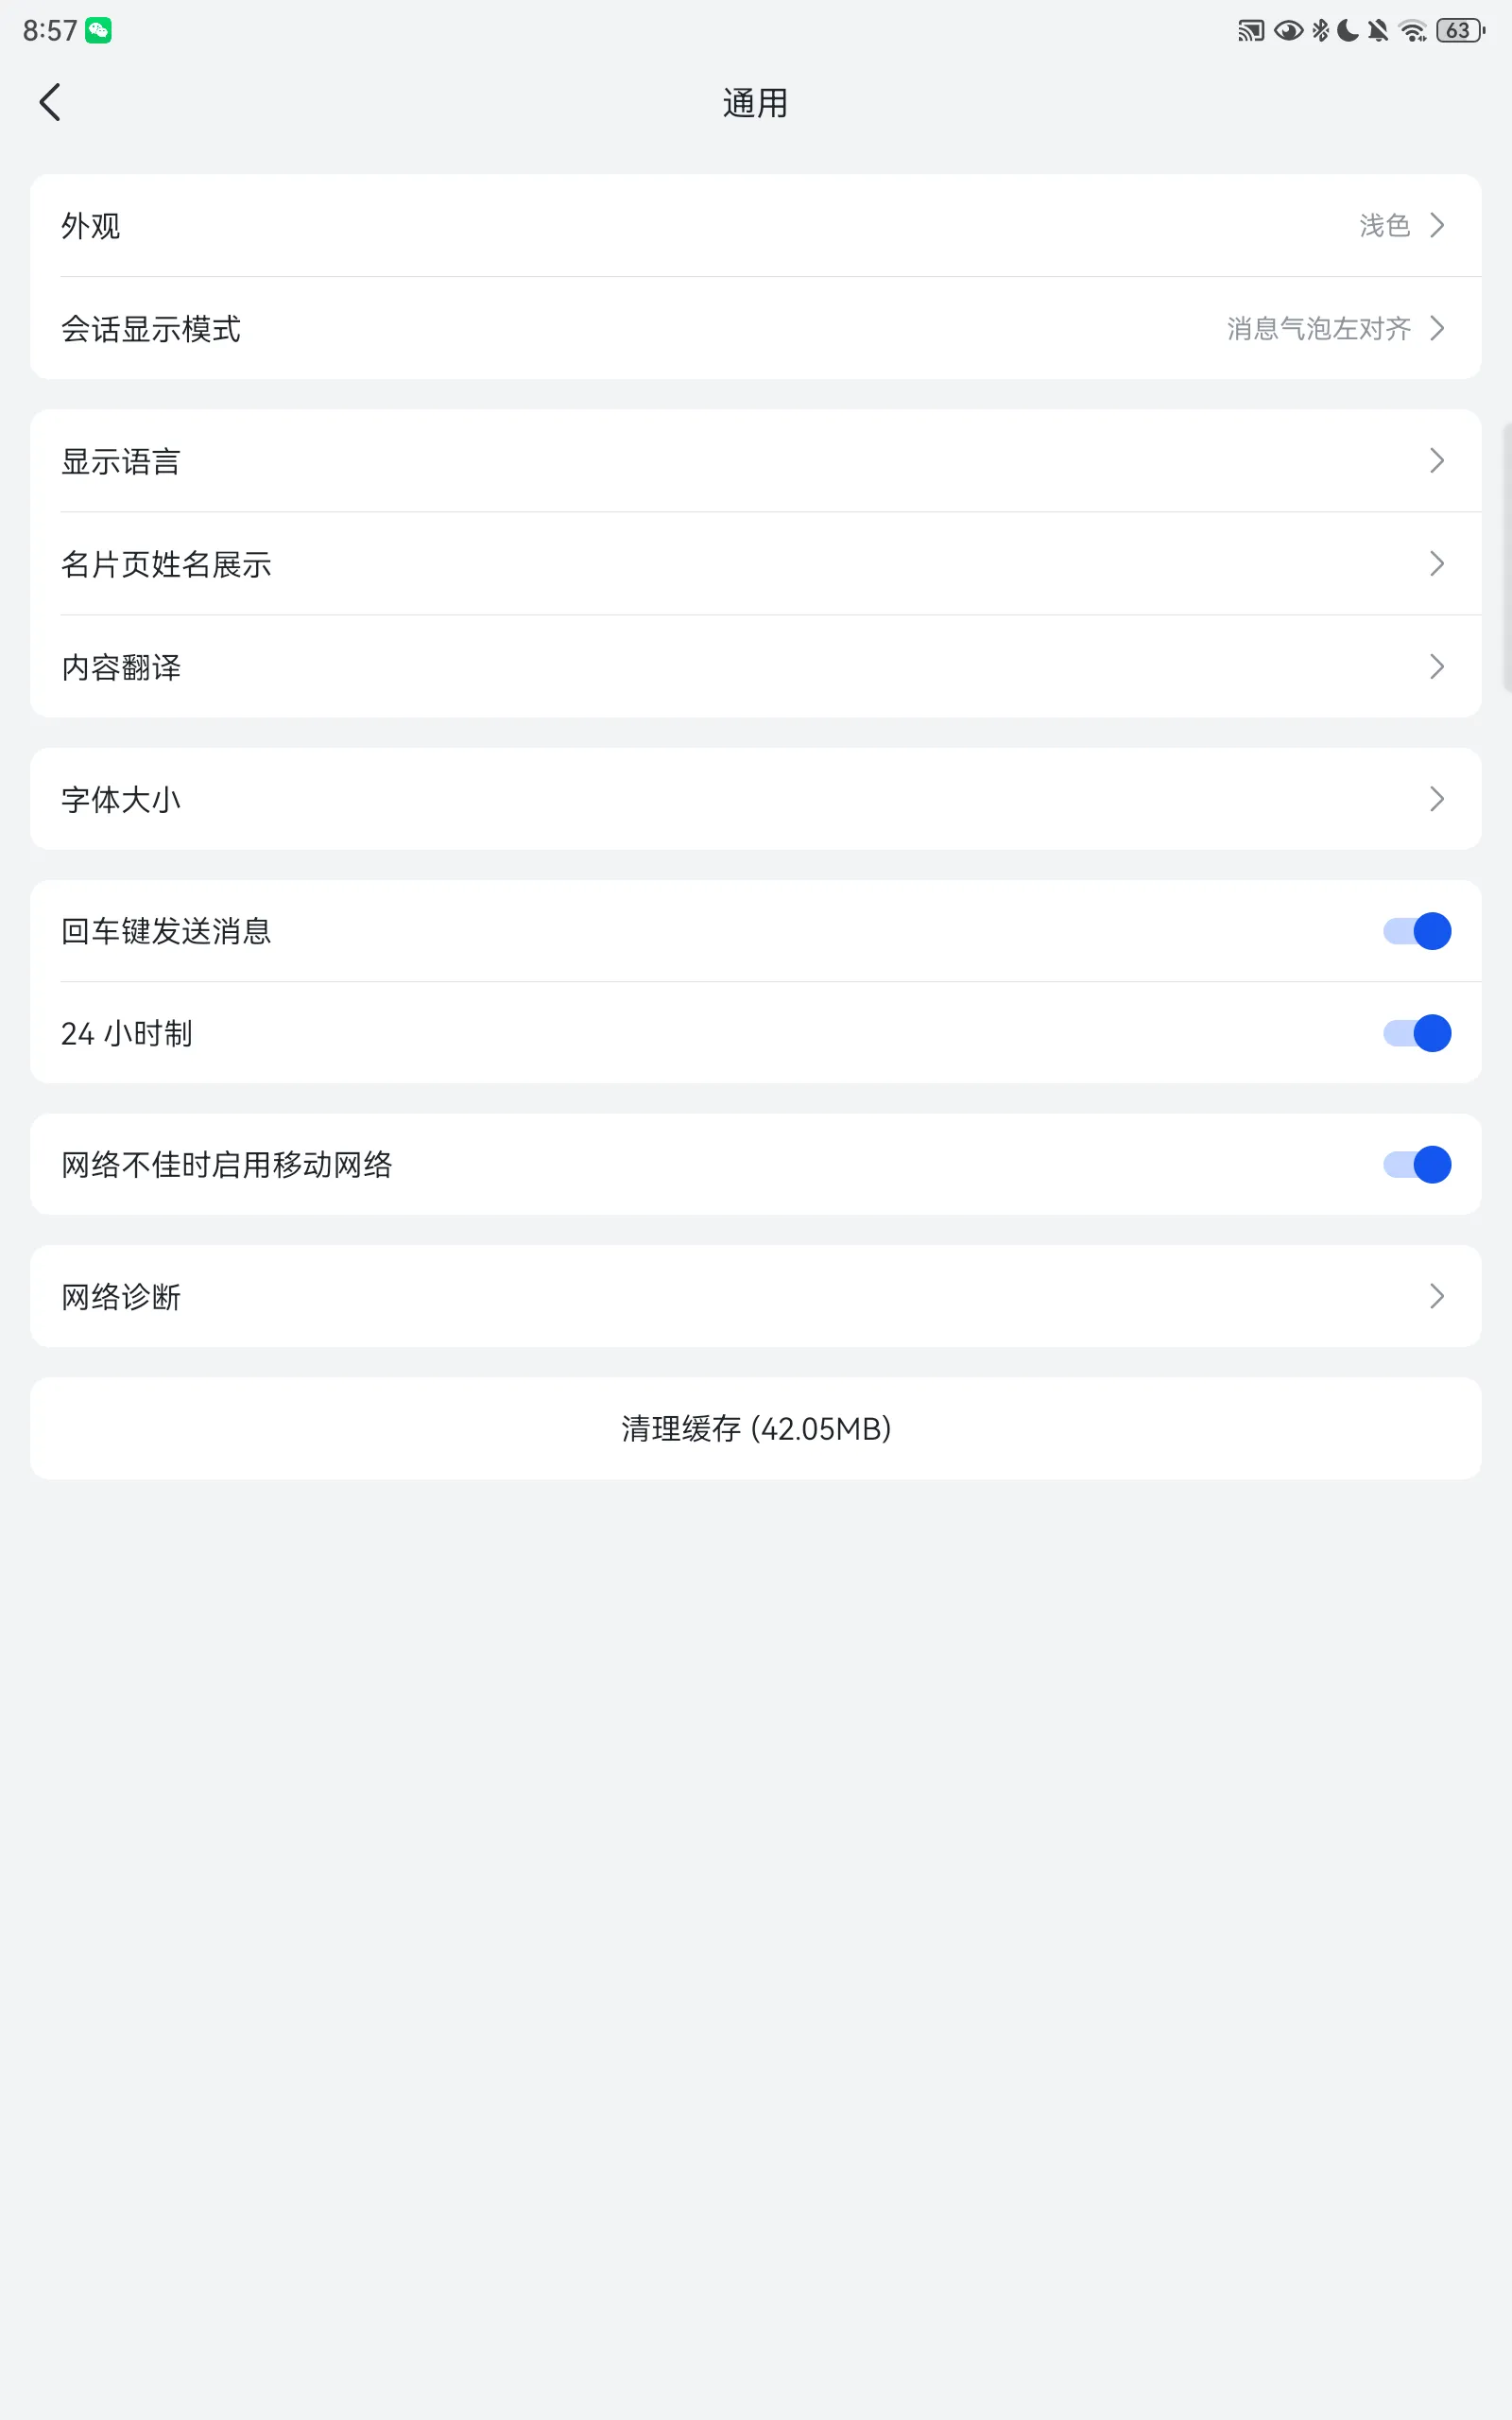 8:57
63
通用
外观
浅色
会话显示模式
消息气泡左对齐
显示语言
名片页姓名展示
内容翻译
字体大小
回车键发送消息
24 小时制
网络不佳时启用移动网络
网络诊断
清理缓存 (42.05MB)